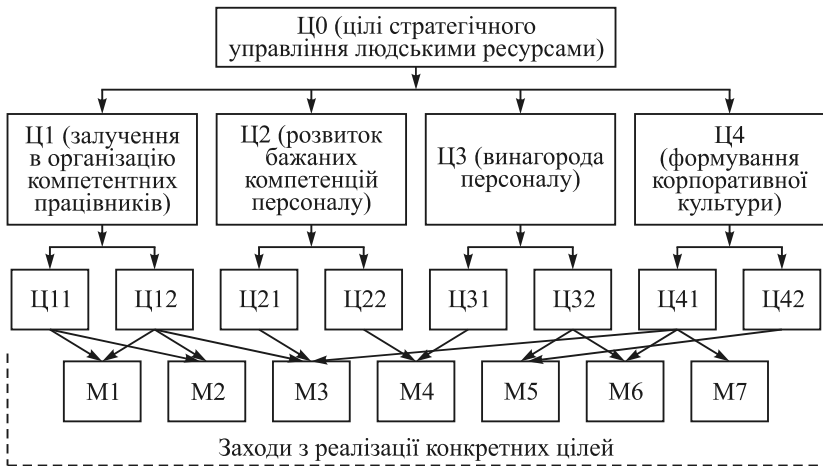 Ц0 (цілі стратегічного
управління людськими ресурсами)
Ц1 (залучення
в організацію
компетентних
працівників)
Ц2 (розвиток
бажаних
компетенцій
персоналу)
Ц3 (винагорода
персоналу)
Ц4
(формування
корпоративної
культури)
Ц11
Ц12
Ц21
Ц22
Ц31
Ц32
Ц41
Ц42
М1
М2
М3
М4
М5
М6
М7
Заходи з реалізації конкретних цілей